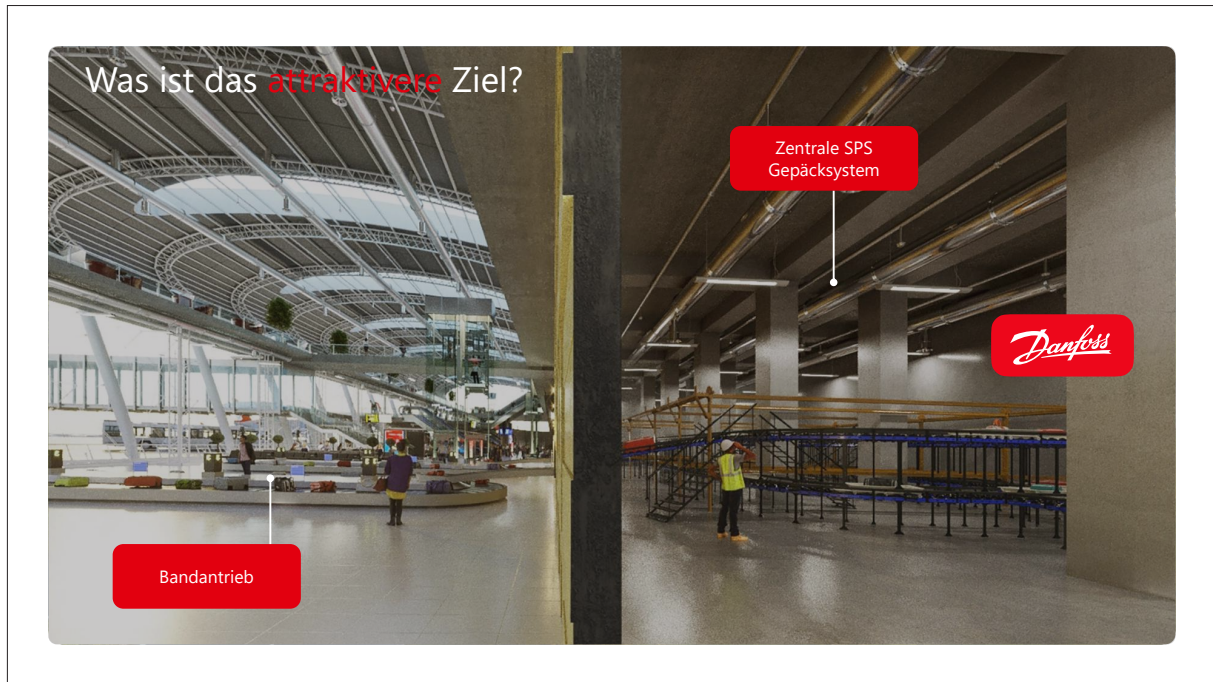 Was ist das attraktivere Ziel?
Zentrale SPS
Gepäcksystem
Danfoss
Bandantrieb